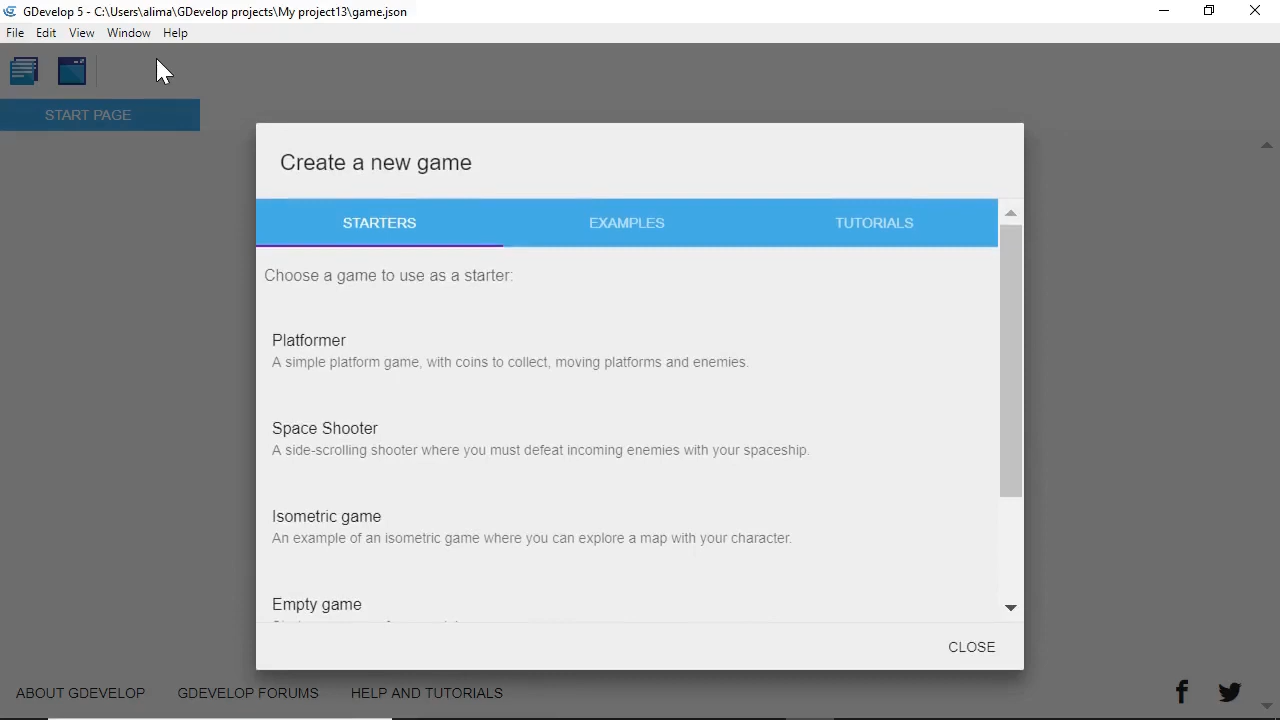 GDevelop 5 - C:\Users\alima\GDevelop projects\My project13\game.json
File Edit View Window Help
START PAGE
Create a new game
STARTERS EXAMPLES TUTORIALS
Choose a game to use as a starter:
Platformer
A simple platform game, with coins to collect, moving platforms and enemies.
Space Shooter
A side-scrolling shooter where you must defeat incoming enemies with your spaceship.
Isometric game
An example of an isometric game where you can explore a map with your character.
Empty game
CLOSE
ABOUT GDEVELOP GDEVELOP FORUMS HELP AND TUTORIALS